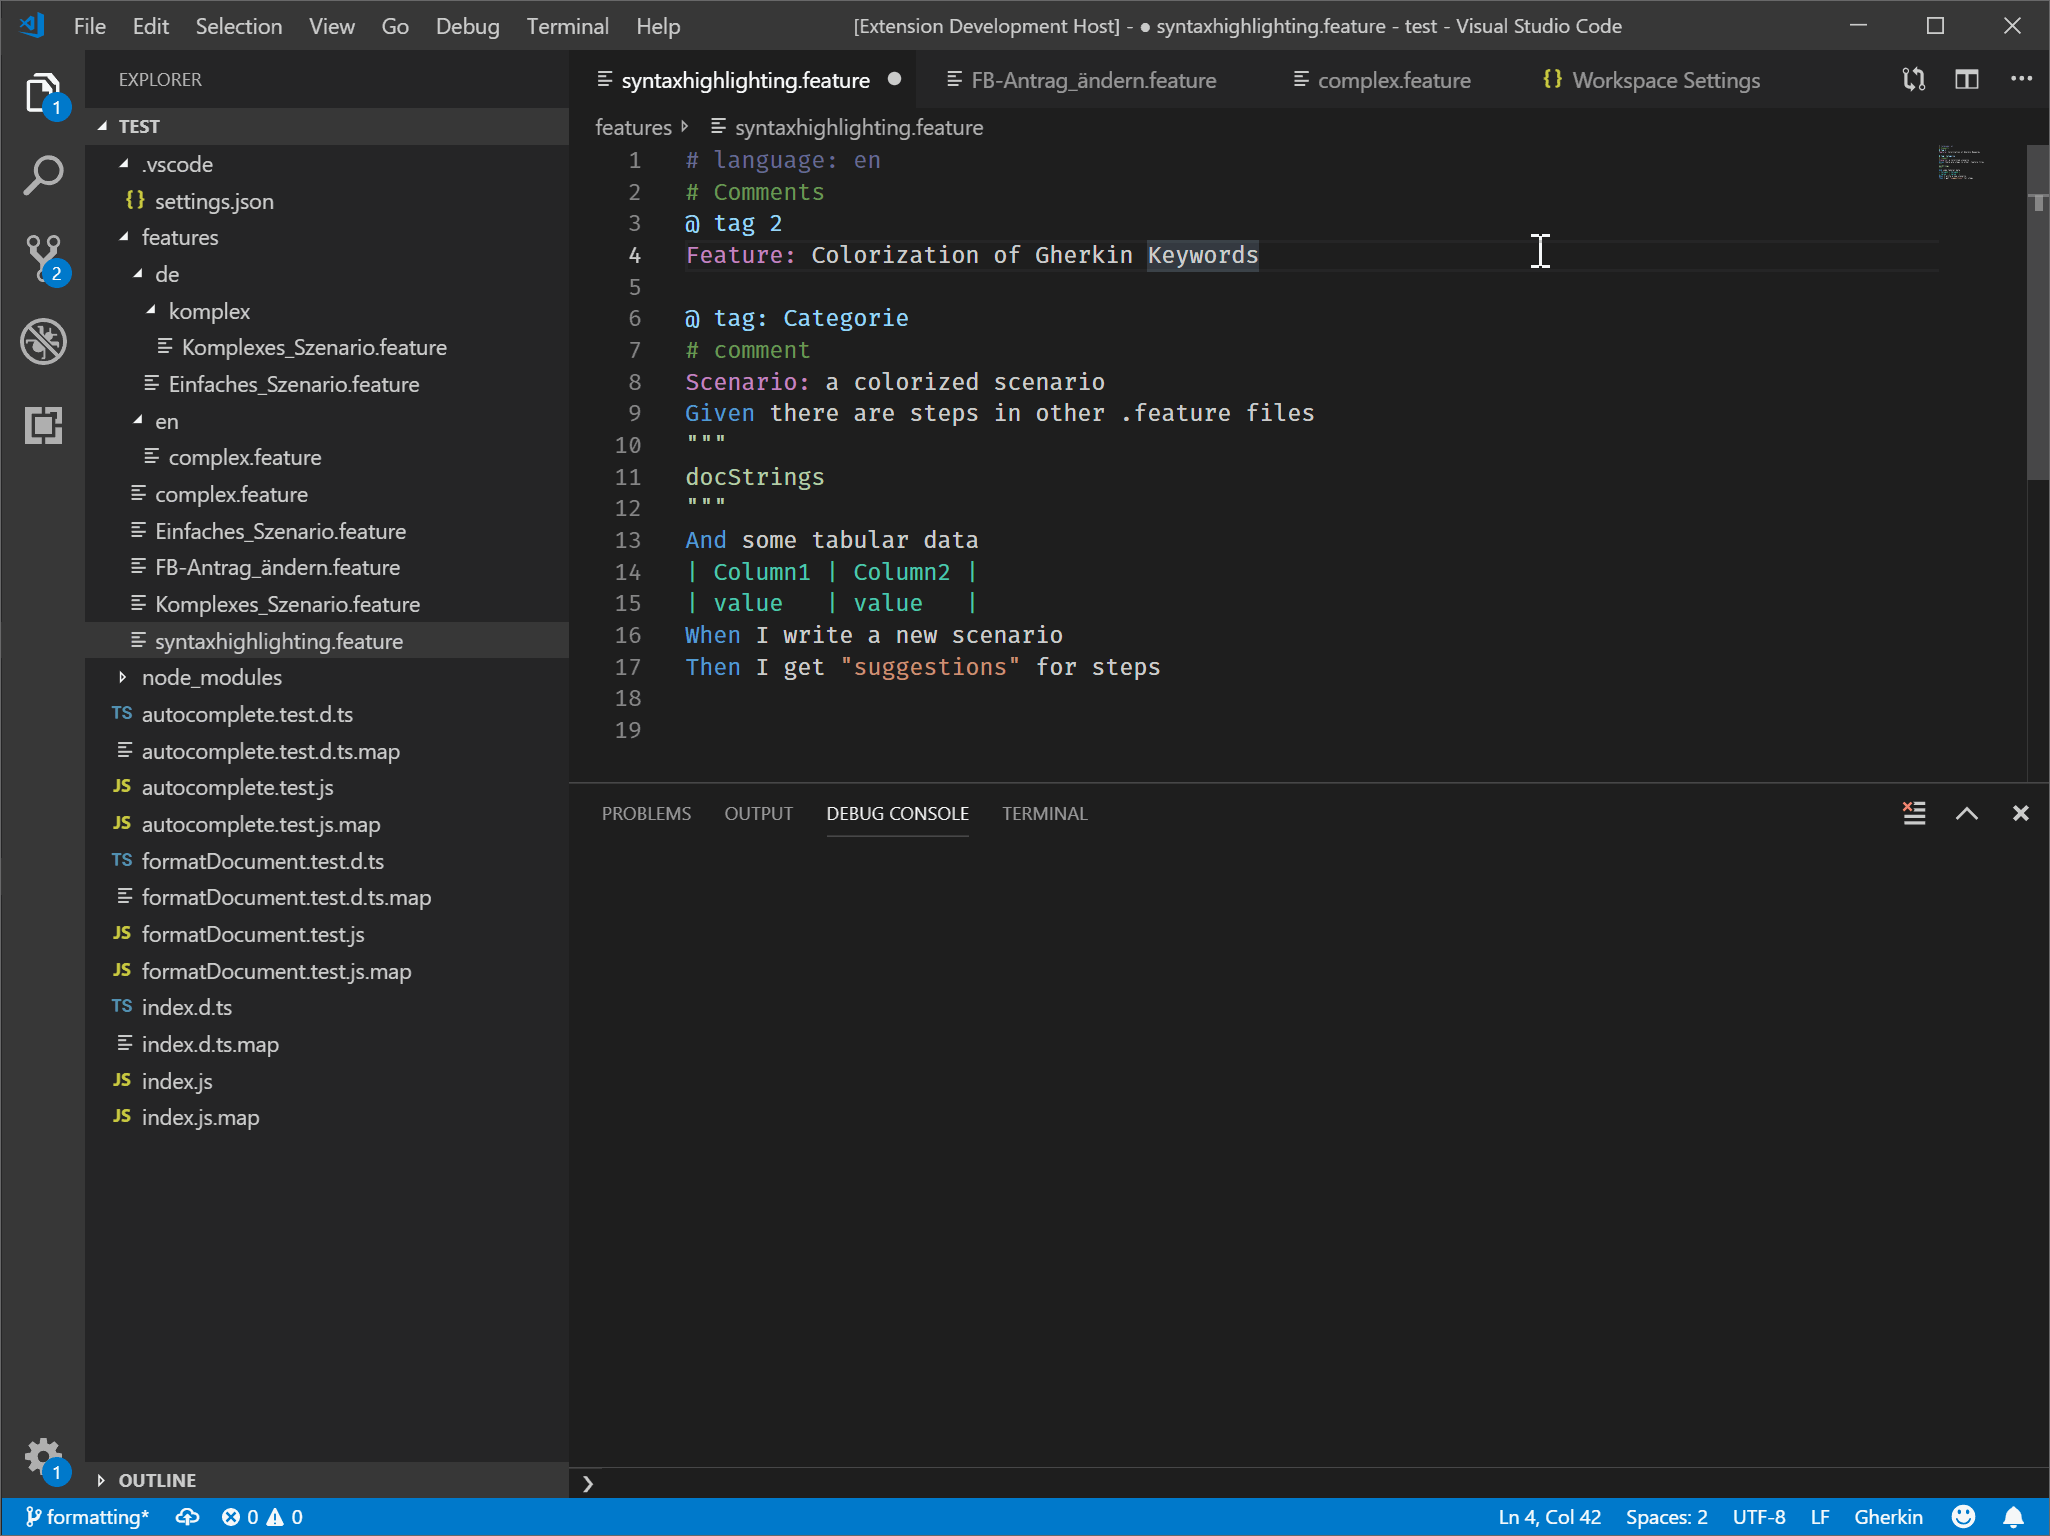 File Edit Selection View Go Debug Terminal Help [Extension Development Host] - ● syntaxhighlighting.feature - test - Visual Studio Code
EXPLORER
TEST
.vscode
{} settings.json
features
de
komplex
Komplexes_Szenario.feature
Einfaches_Szenario.feature
en
complex.feature
complex.feature
Einfaches_Szenario.feature
FB-Antrag_ändern.feature
Komplexes_Szenario.feature
syntaxhighlighting.feature
node_modules
TS autocomplete.test.d.ts
autocomplete.test.d.ts.map
JS autocomplete.test.js
JS autocomplete.test.js.map
TS formatDocument.test.d.ts
formatDocument.test.d.ts.map
JS formatDocument.test.js
JS formatDocument.test.js.map
TS index.d.ts
index.d.ts.map
JS index.js
JS index.js.map
OUTLINE
1
2
1
syntaxhighlighting.feature ● FB-Antrag_ändern.feature complex.feature {} Workspace Settings
features syntaxhighlighting.feature
1 # language: en
2 # Comments
3 @ tag 2
4 Feature: Colorization of Gherkin Keywords
5
6 @ tag: Categorie
7 # comment
8 Scenario: a colorized scenario
9 Given there are steps in other .feature files
10 """
11 docStrings
12 """
13 And some tabular data
14 | Column1 | Column2 |
15 | value   | value   |
16 When I write a new scenario
17 Then I get "suggestions" for steps
18
19
PROBLEMS OUTPUT DEBUG CONSOLE TERMINAL
formatting* 0 0 Ln 4, Col 42 Spaces: 2 UTF-8 LF Gherkin